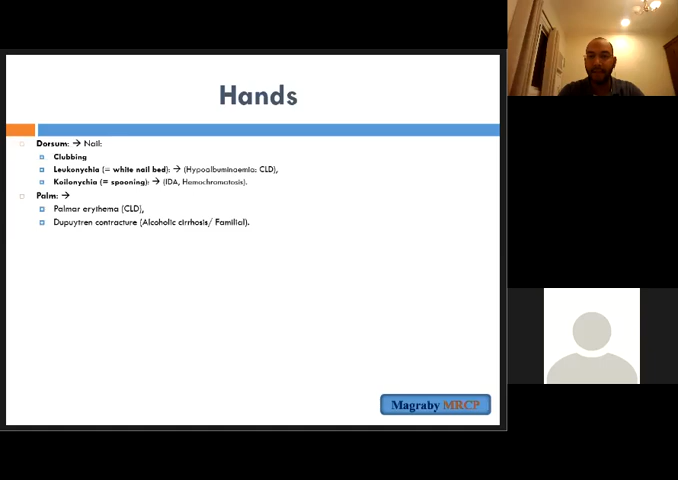 Hands
Dorsum: → Nail:
Clubbing
Leukonychia (= white nail bed): → (Hypoalbuminemia: CLD),
Koilonychia (= spooning): → (IDA, Hemochromatosis).
Palm: →
Palmar erythema (CLD),
Dupuytren contracture (Alcoholic cirrhosis/ Familial).
Magraby MRCP